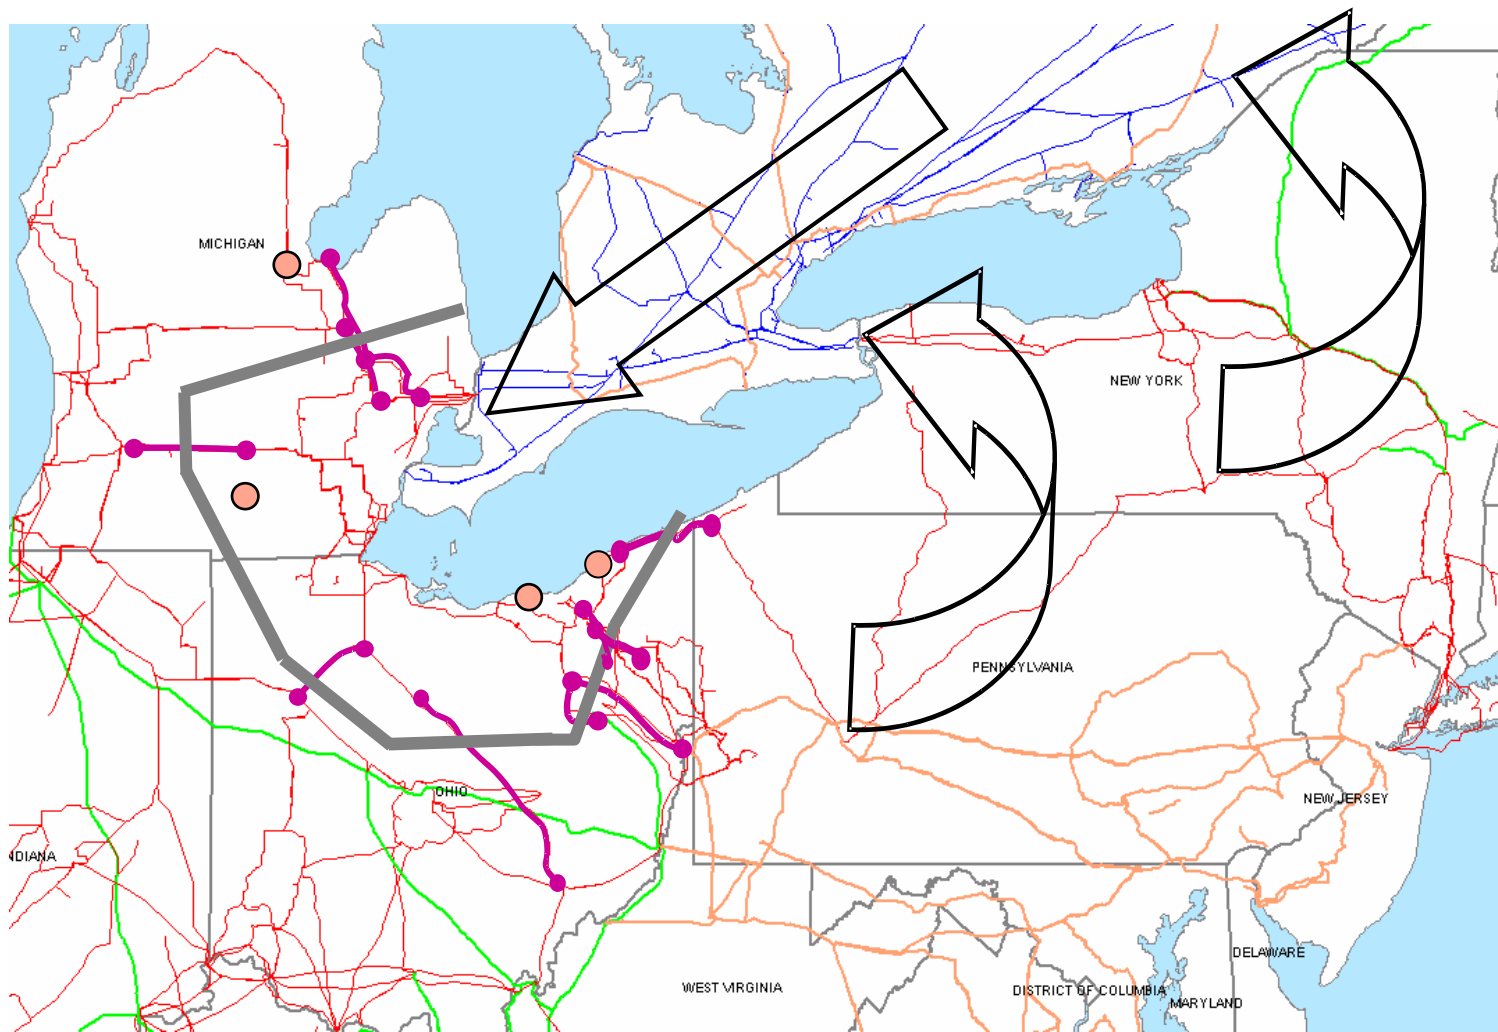 MICHIGAN
NEW YORK
PENNSYLVANIA
OHIO
NEW JERSEY
NDIANA
DELAWARE
WEST VIRGINIA
DISTRICT OF COLUMBIA
MARYLAND